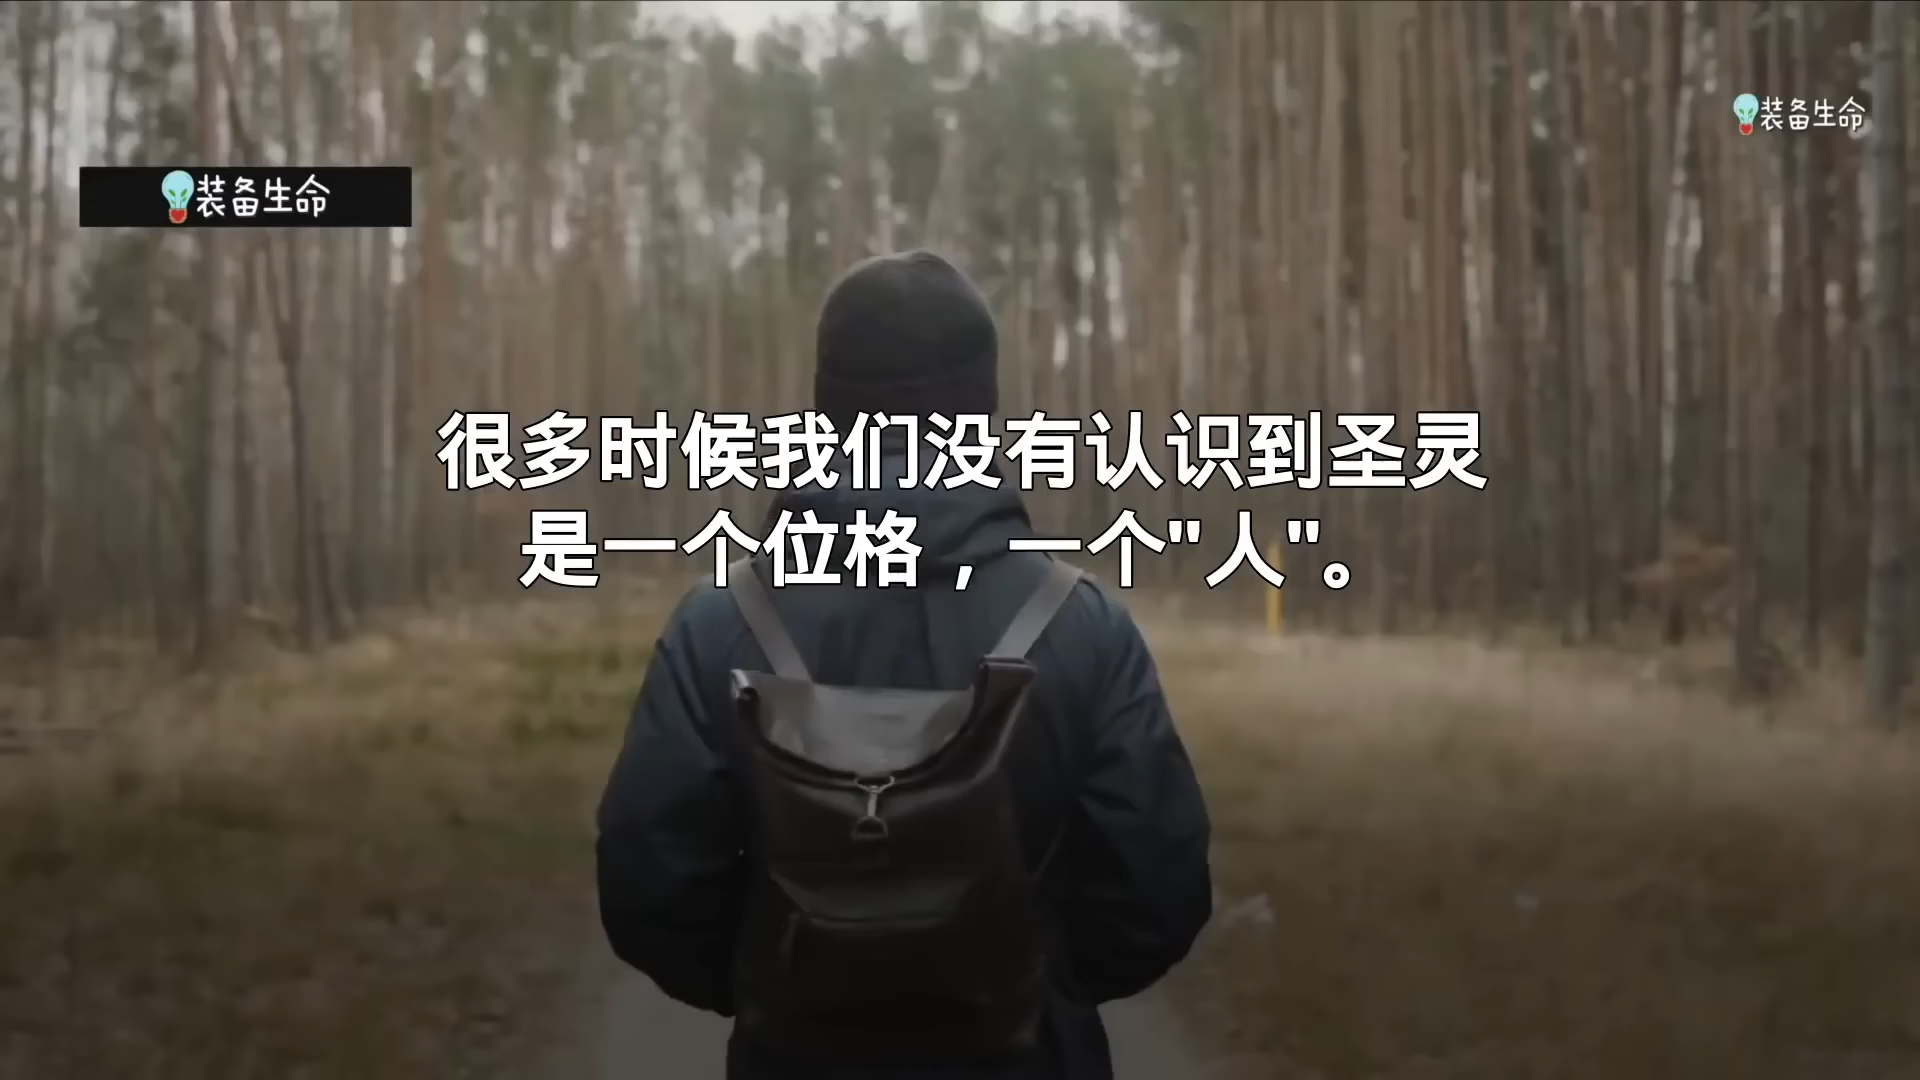 装备生命
装备生命
很多时候我们没有认识到圣灵
是一个位格，一个"人"。